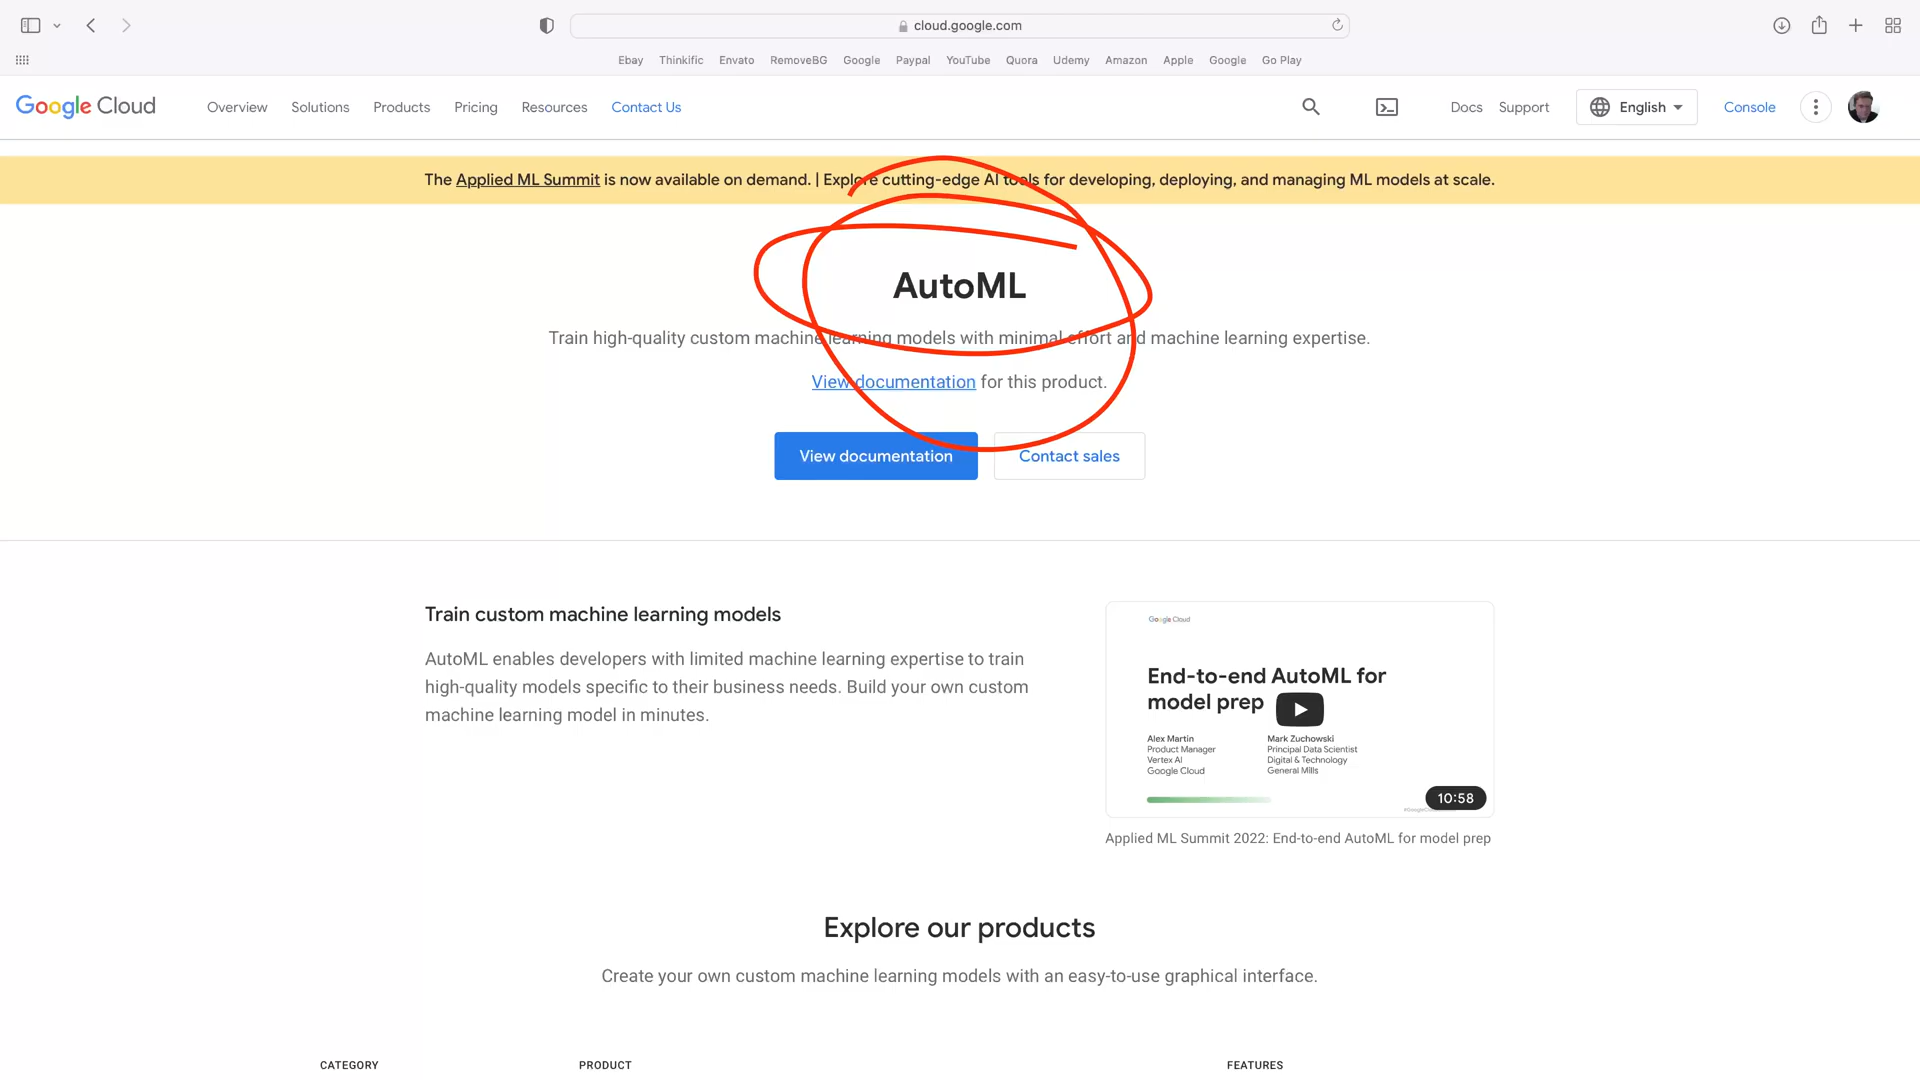 cloud.google.com
Ebay Thinkific Envato RemoveBG Google Paypal YouTube Quora Udemy Amazon Apple Google Go Play
Google Cloud Overview Solutions Products Pricing Resources Contact Us Docs Support English Console
The Applied ML Summit is now available on demand. | Explore cutting-edge AI tools for developing, deploying, and managing ML models at scale.
AutoML
Train high-quality custom machine learning models with minimal effort and machine learning expertise.
View documentation for this product.
View documentation Contact sales
Train custom machine learning models
AutoML enables developers with limited machine learning expertise to train
high-quality models specific to their business needs. Build your own custom
machine learning model in minutes.
Google Cloud
End-to-end AutoML for
model prep
Alex Martin
Product Manager
Vertex AI
Google Cloud
Mark Zuchowski
Principal Data Scientist
Digital & Technology
General Mills
10:58
Applied ML Summit 2022: End-to-end AutoML for model prep
Explore our products
Create your own custom machine learning models with an easy-to-use graphical interface.
CATEGORY PRODUCT FEATURES